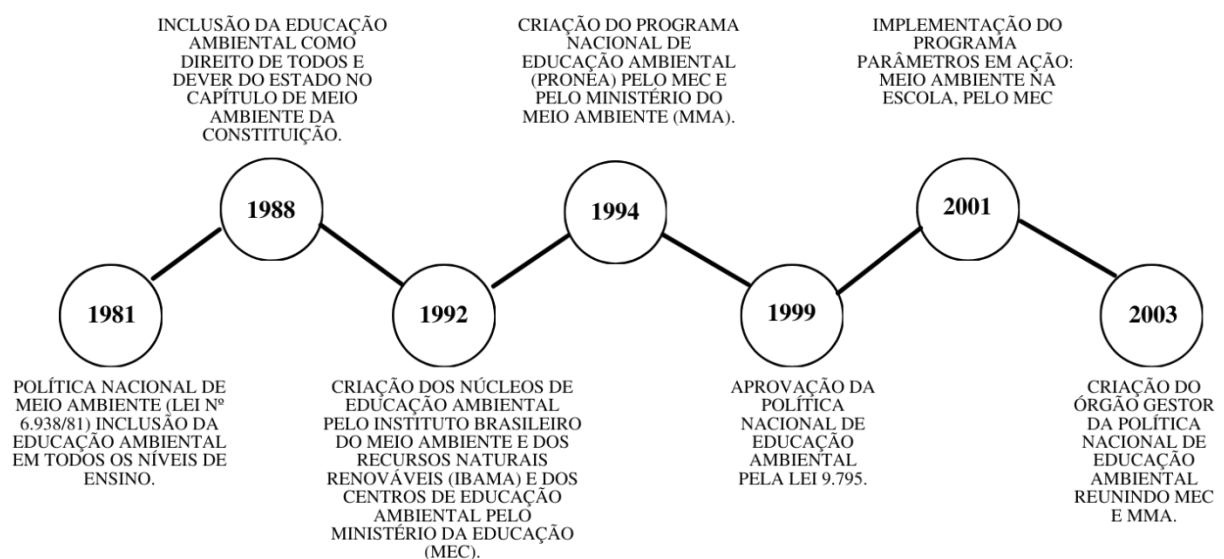 INCLUSÃO DA EDUCAÇÃO
AMBIENTAL COMO
DIREITO DE TODOS E
DEVER DO ESTADO NO
CAPÍTULO DE MEIO
AMBIENTE DA
CONSTITUIÇÃO.
CRIAÇÃO DO PROGRAMA
NACIONAL DE
EDUCAÇÃO AMBIENTAL
(PRONEA) PELO MEC E
PELO MINISTÉRIO DO
MEIO AMBIENTE (MMA).
IMPLEMENTAÇÃO DO
PROGRAMA
PARÂMETROS EM AÇÃO:
MEIO AMBIENTE NA
ESCOLA, PELO MEC
1981
1988
1992
1994
1999
2001
2003
POLÍTICA NACIONAL DE
MEIO AMBIENTE (LEI Nº
6.938/81) INCLUSÃO DA
EDUCAÇÃO AMBIENTAL
EM TODOS OS NÍVEIS DE
ENSINO.
CRIAÇÃO DOS NÚCLEOS DE
EDUCAÇÃO AMBIENTAL
PELO INSTITUTO BRASILEIRO
DO MEIO AMBIENTE E DOS
RECURSOS NATURAIS
RENOVÁVEIS (IBAMA) E DOS
CENTROS DE EDUCAÇÃO
AMBIENTAL PELO
MINISTÉRIO DA EDUCAÇÃO
(MEC).
APROVAÇÃO DA
POLÍTICA
NACIONAL DE
EDUCAÇÃO
AMBIENTAL
PELA LEI 9.795.
CRIAÇÃO DO
ÓRGÃO GESTOR
DA POLÍTICA
NACIONAL DE
EDUCAÇÃO
AMBIENTAL
REUNINDO MEC
E MMA.